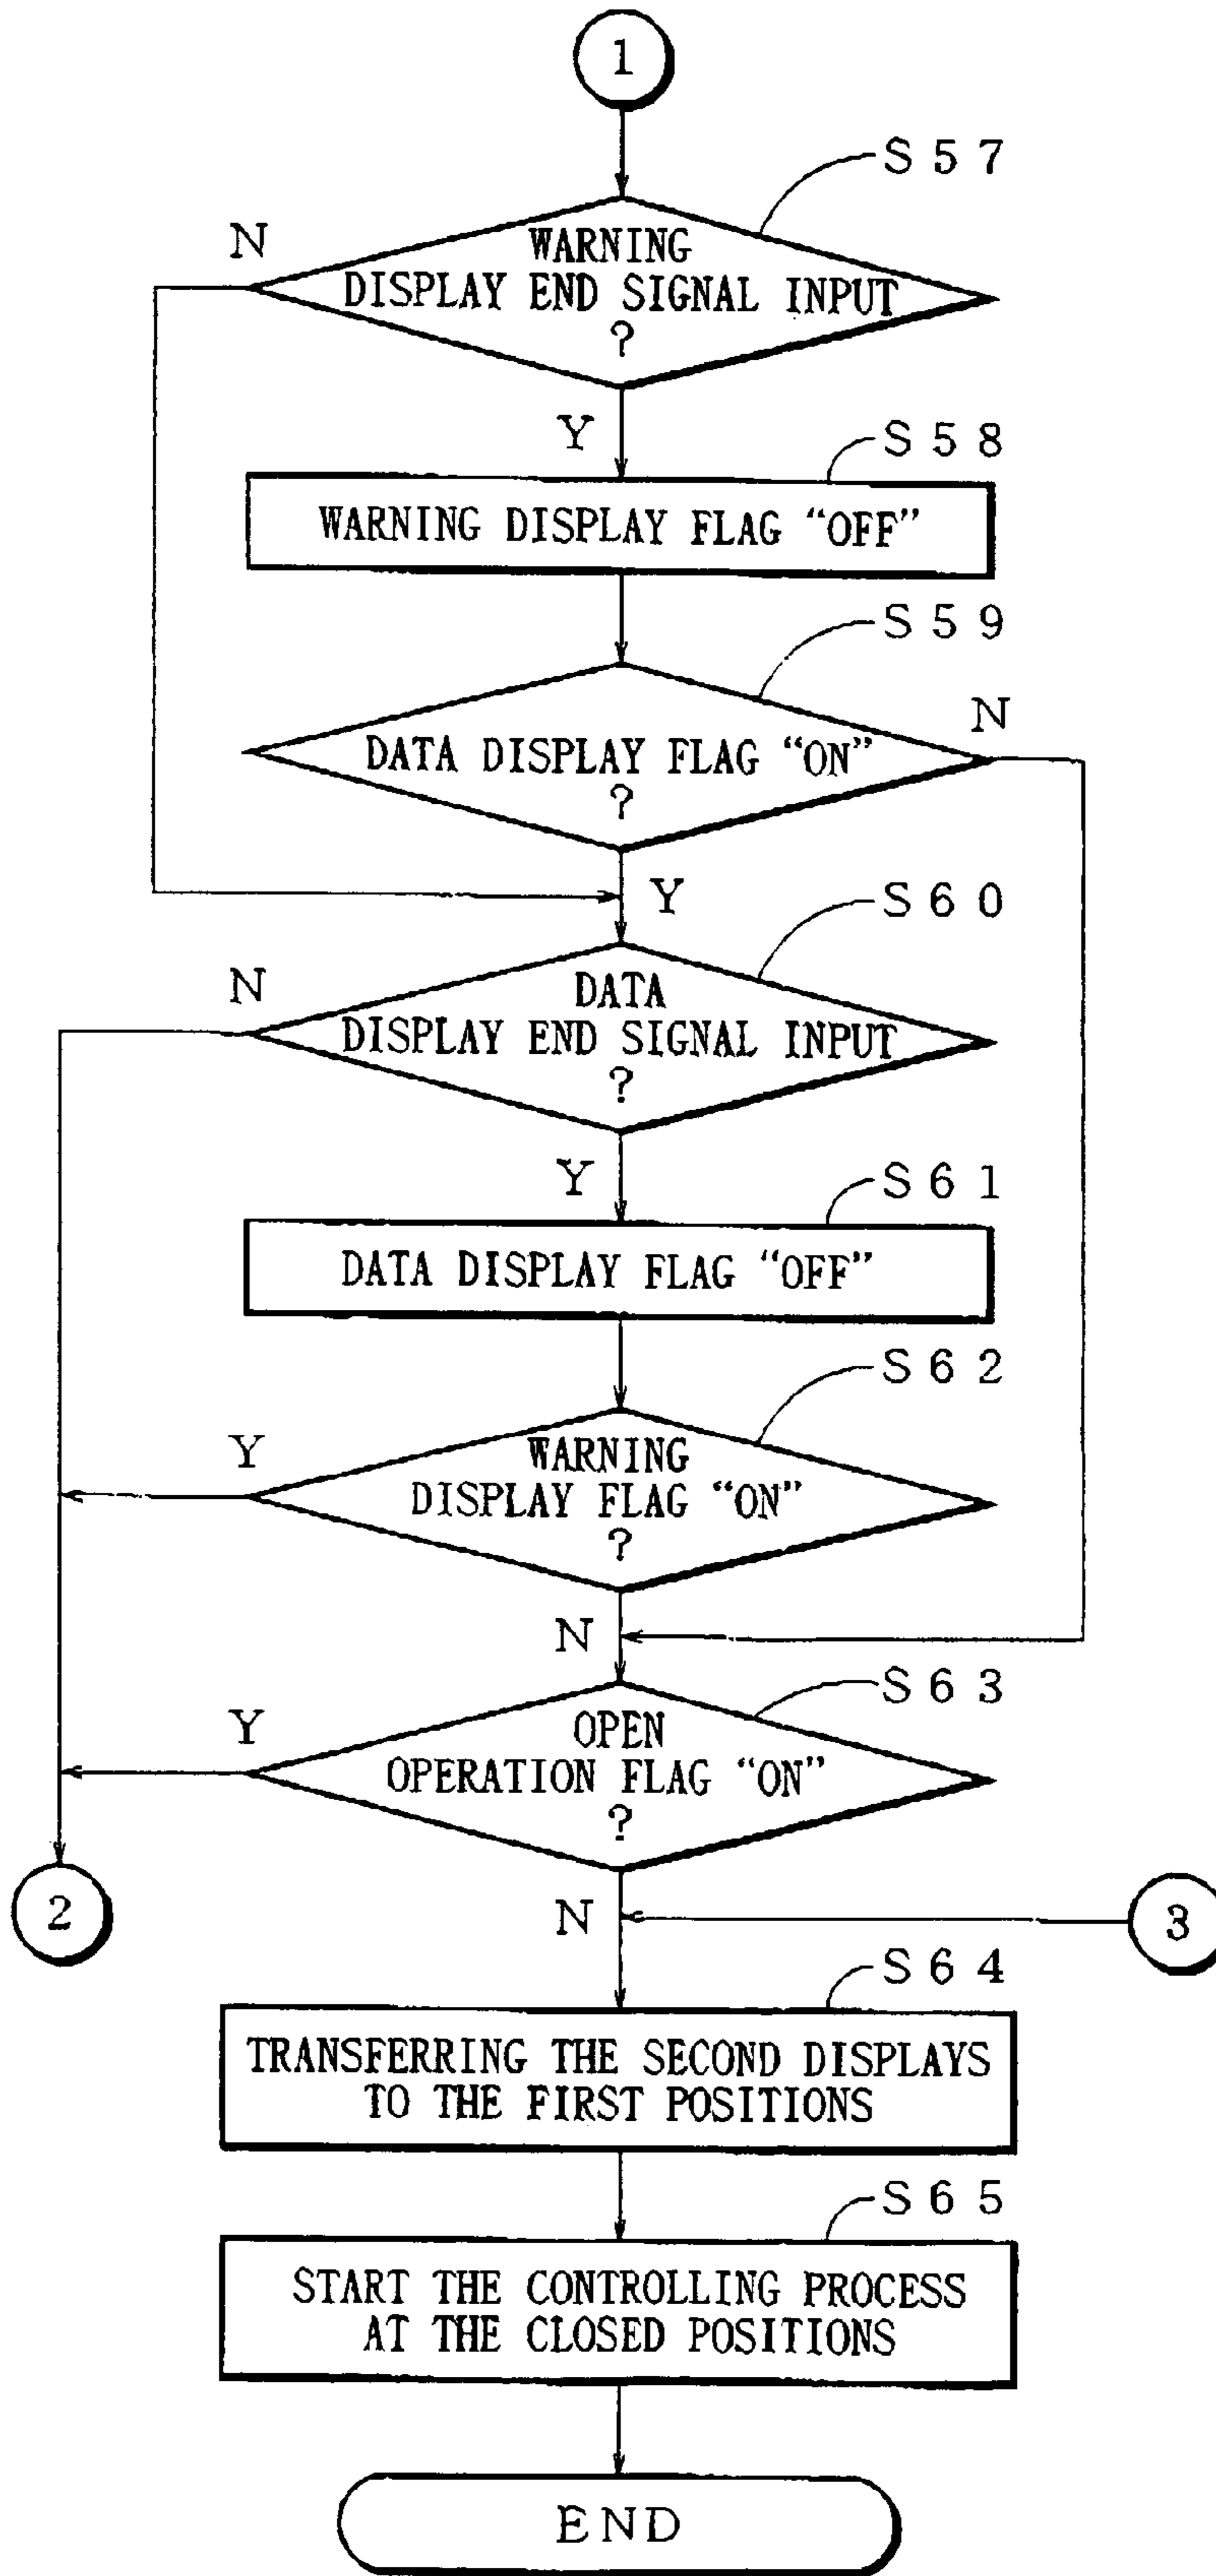 1
S57
N
WARNING
DISPLAY END SIGNAL INPUT
?
Y
S58
WARNING DISPLAY FLAG “OFF”
S59
N
DATA DISPLAY FLAG “ON”
?
Y
S60
N
DATA
DISPLAY END SIGNAL INPUT
?
Y
S61
DATA DISPLAY FLAG “OFF”
S62
Y
WARNING
DISPLAY FLAG “ON”
?
N
S63
Y
OPEN
OPERATION FLAG “ON”
?
2
N
3
S64
TRANSFERRING THE SECOND DISPLAYS
TO THE FIRST POSITIONS
S65
START THE CONTROLLING PROCESS
AT THE CLOSED POSITIONS
END